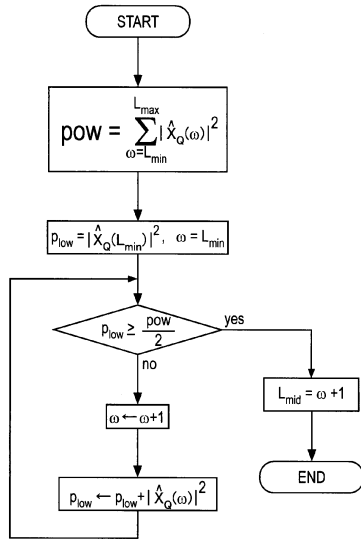 START
pow = ∑_{ω=L_min}^{L_max} |X̂_Q(ω)|²
p_low = |X̂_Q(L_min)|², ω = L_min
p_low ≥ pow/2
yes
no
ω ← ω+1
L_mid = ω +1
p_low ← p_low + |X̂_Q(ω)|²
END